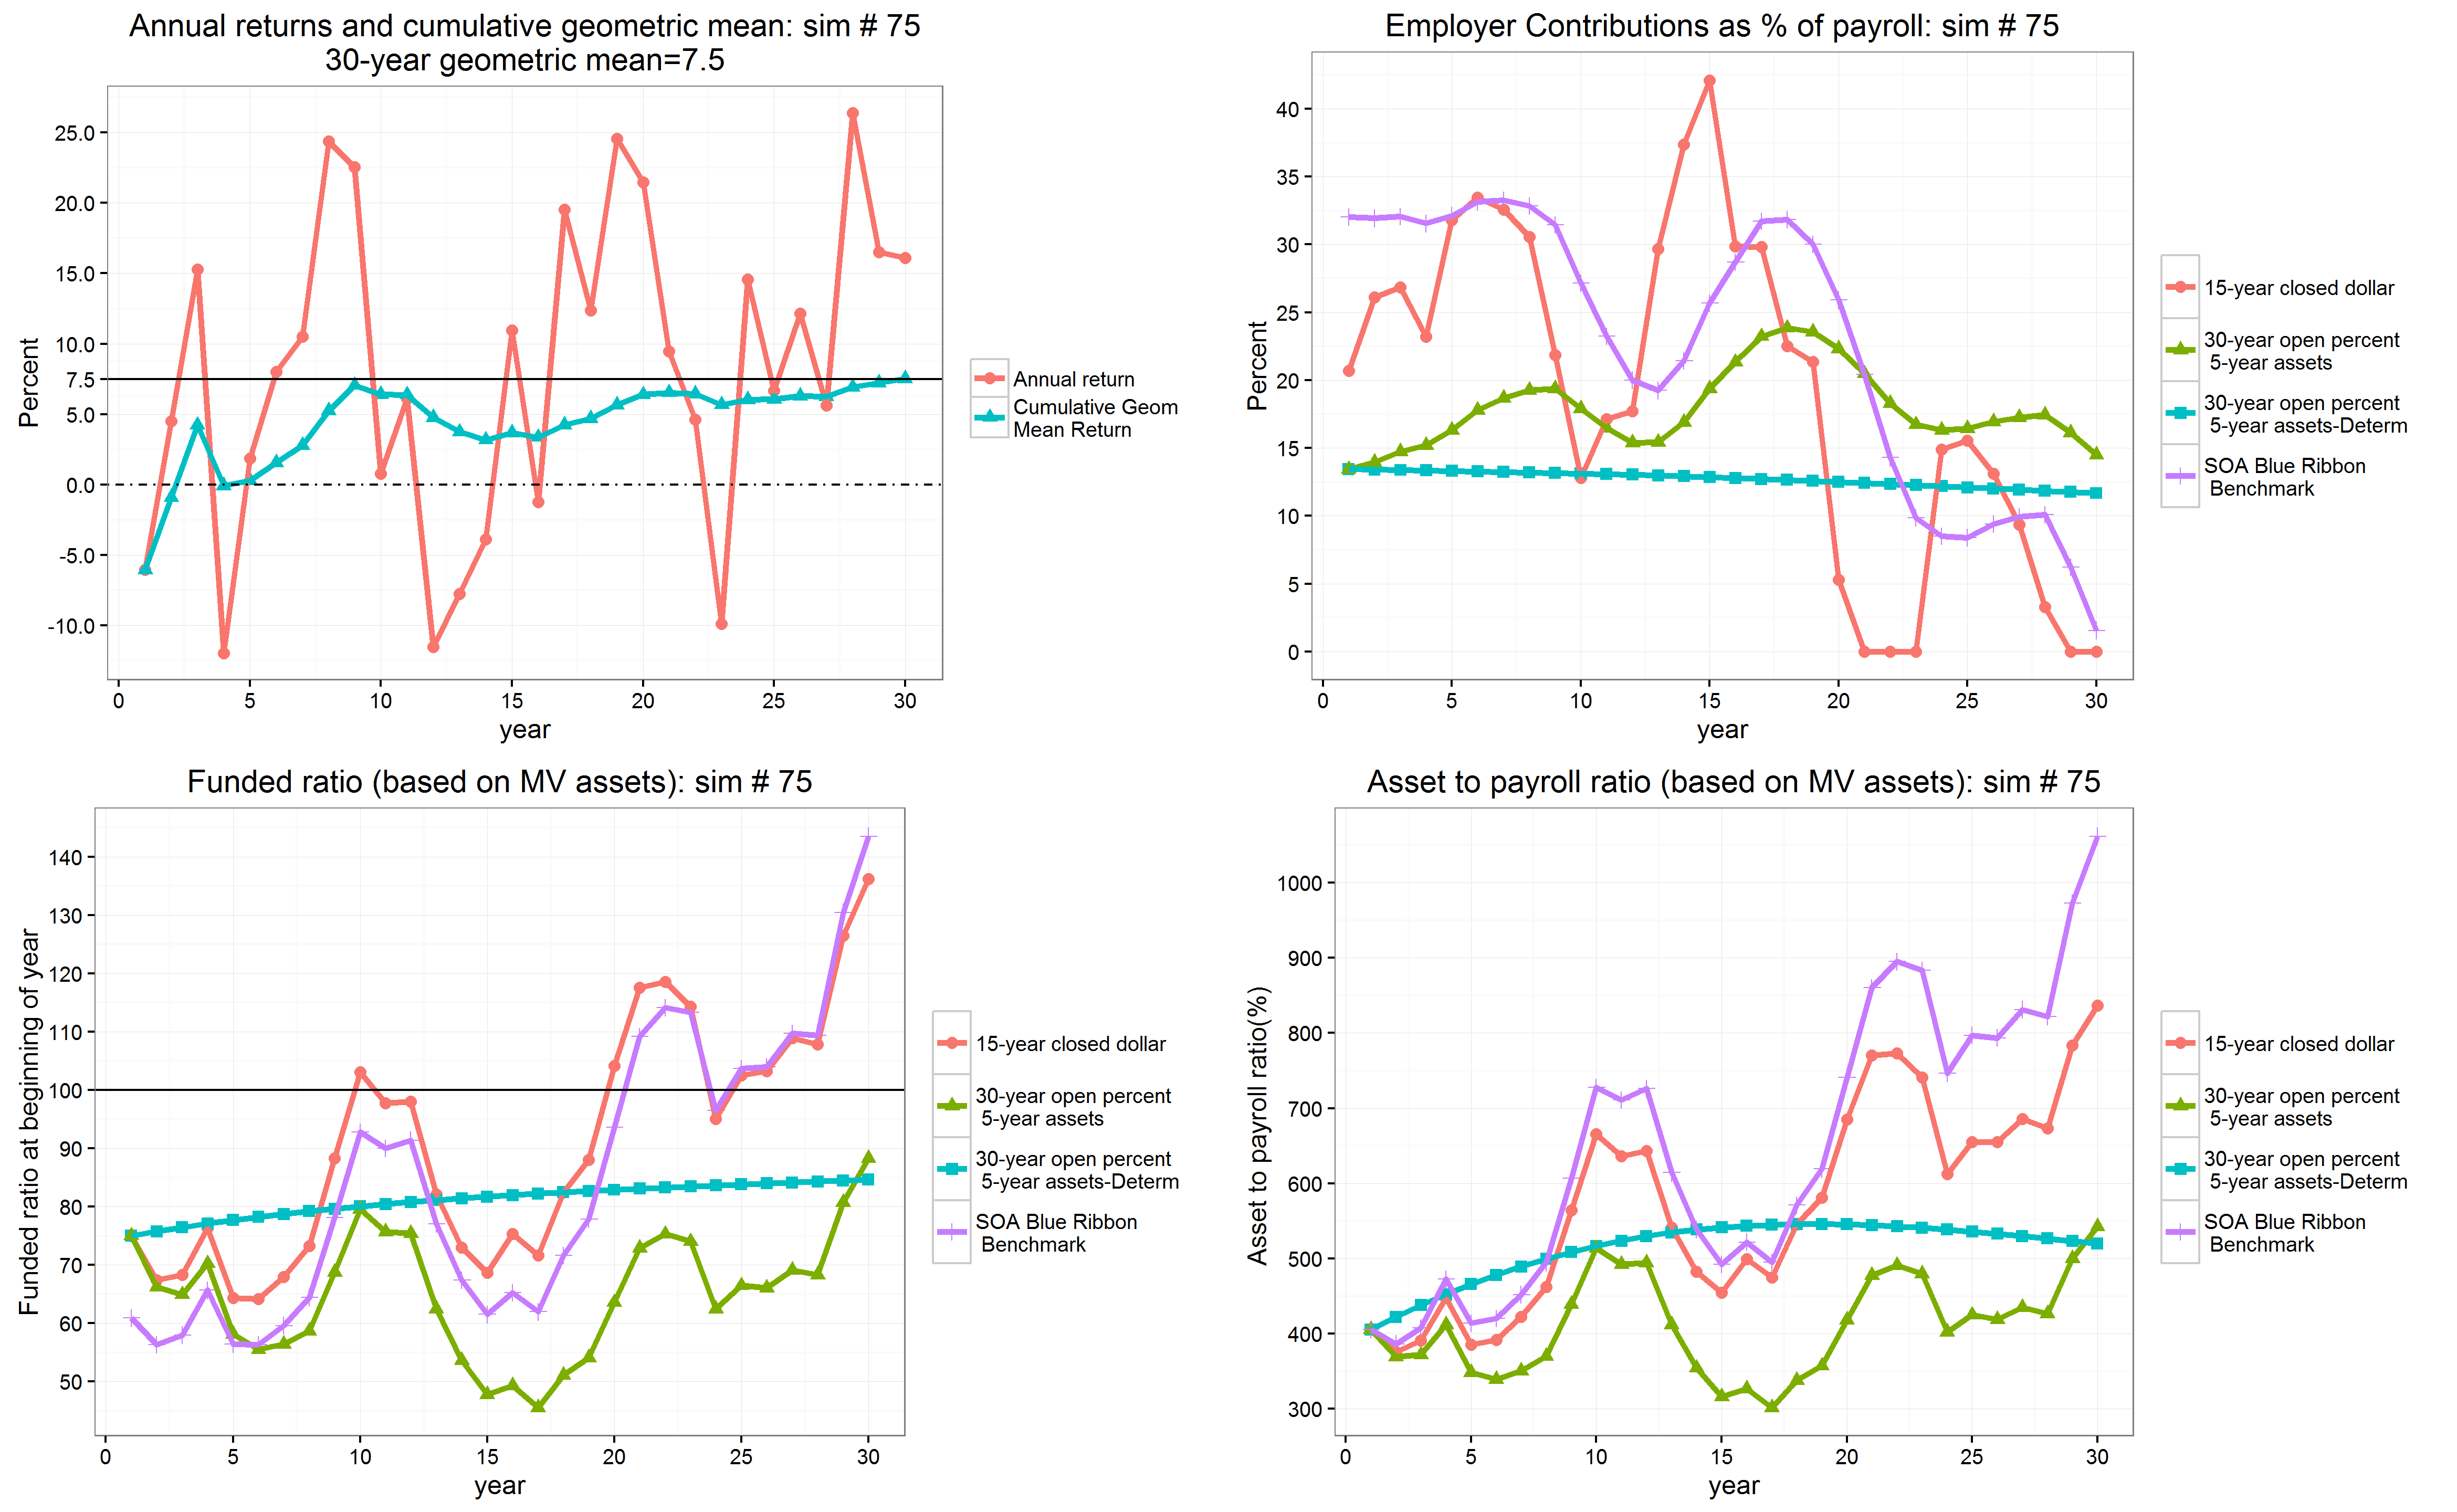 Annual returns and cumulative geometric mean: sim # 75
30-year geometric mean=7.5
Percent
25.0
20.0
15.0
10.0
7.5
5.0
0.0
-5.0
-10.0
0 5 10 15 20 25 30
year
Annual return
Cumulative Geom
Mean Return
Employer Contributions as % of payroll: sim # 75
Percent
40
35
30
25
20
15
10
5
0
0 5 10 15 20 25 30
year
15-year closed dollar
30-year open percent
5-year assets
30-year open percent
5-year assets-Determ
SOA Blue Ribbon
Benchmark
Funded ratio (based on MV assets): sim # 75
Funded ratio at beginning of year
140
130
120
110
100
90
80
70
60
50
0 5 10 15 20 25 30
year
15-year closed dollar
30-year open percent
5-year assets
30-year open percent
5-year assets-Determ
SOA Blue Ribbon
Benchmark
Asset to payroll ratio (based on MV assets): sim # 75
Asset to payroll ratio(%)
1000
900
800
700
600
500
400
300
0 5 10 15 20 25 30
year
15-year closed dollar
30-year open percent
5-year assets
30-year open percent
5-year assets-Determ
SOA Blue Ribbon
Benchmark